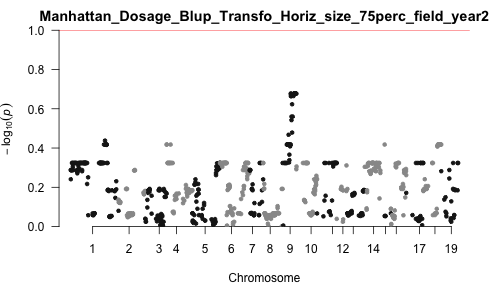 Manhattan_Dosage_Blup_Transfo_Horiz_size_75perc_field_year2
1.0
0.8
0.6
0.4
0.2
0.0
− log10(p)
1 2 3 4 5 6 7 8 9 10 12 14 17 19
Chromosome